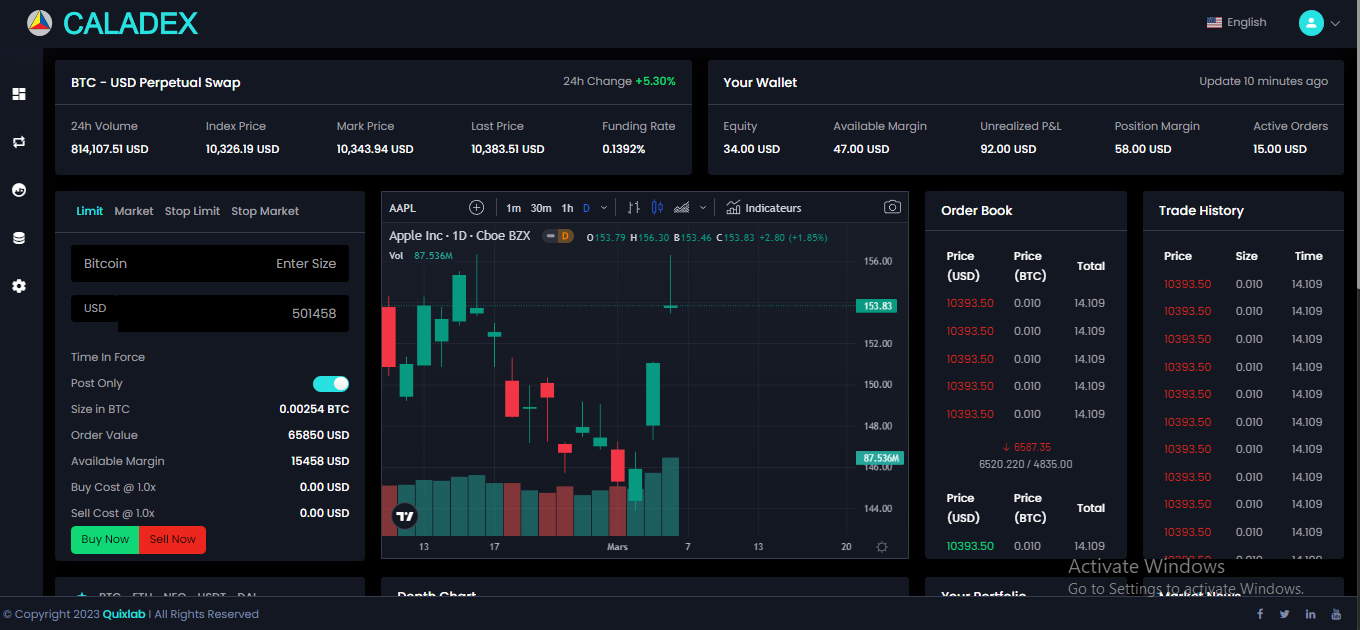 CALADEX
English
BTC - USD Perpetual Swap
24h Change +5.30%
24h Volume Index Price Mark Price Last Price Funding Rate
814,107.51 USD 10,326.19 USD 10,343.94 USD 10,383.51 USD 0.1392%
Your Wallet
Update 10 minutes ago
Equity Available Margin Unrealized P&L Position Margin Active Orders
34.00 USD 47.00 USD 92.00 USD 58.00 USD 15.00 USD
Limit Market Stop Limit Stop Market
Bitcoin Enter Size
USD 501458
Time In Force
Post Only
Size in BTC 0.00254 BTC
Order Value 65850 USD
Available Margin 15458 USD
Buy Cost @ 1.0x 0.00 USD
Sell Cost @ 1.0x 0.00 USD
Buy Now Sell Now
AAPL 1m 30m 1h D Indicateurs
Apple Inc · 1D · Cboe BZX D O153.79 H156.30 B153.46 C153.83 +2.80 (+1.85%)
Vol 87.536M
156.00
153.83
152.00
150.00
148.00
87.536M
146.00
144.00
13 17 Mars 7 13 20
Order Book
Price (USD) Price (BTC) Total
10393.50 0.010 14.109
10393.50 0.010 14.109
10393.50 0.010 14.109
10393.50 0.010 14.109
10393.50 0.010 14.109
↓ 6587.35
6520.220 / 4835.00
Price (USD) Price (BTC) Total
10393.50 0.010 14.109
Trade History
Price Size Time
10393.50 0.010 14.109
10393.50 0.010 14.109
10393.50 0.010 14.109
10393.50 0.010 14.109
10393.50 0.010 14.109
10393.50 0.010 14.109
10393.50 0.010 14.109
10393.50 0.010 14.109
10393.50 0.010 14.109
10393.50 0.010 14.109
10393.50 0.010 14.109
Activate Windows
Go to Settings to activate Windows.
BTC ETH NEO USDT DAI
Depth Chart
Your Portfolio
Market News
© Copyright 2023 Quixlab | All Rights Reserved